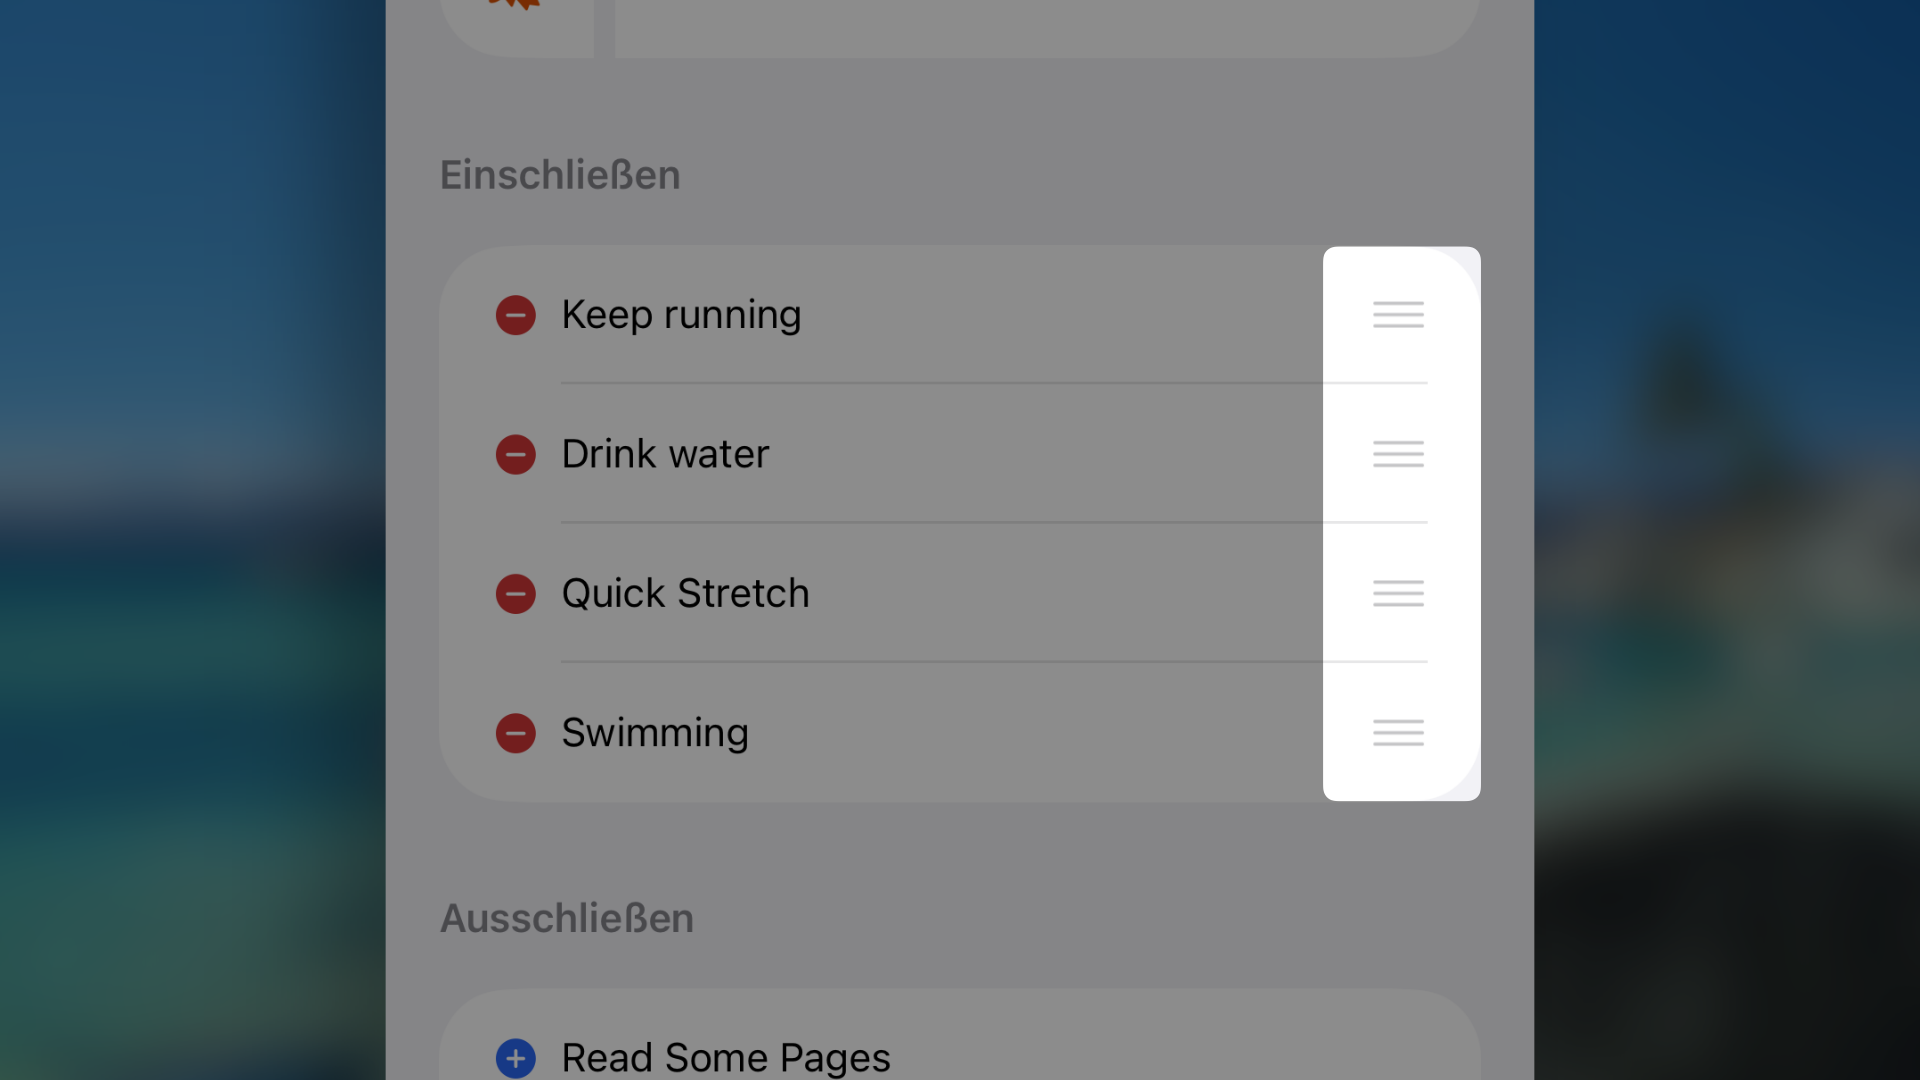 Einschließen
Keep running
Drink water
Quick Stretch
Swimming
Ausschließen
Read Some Pages